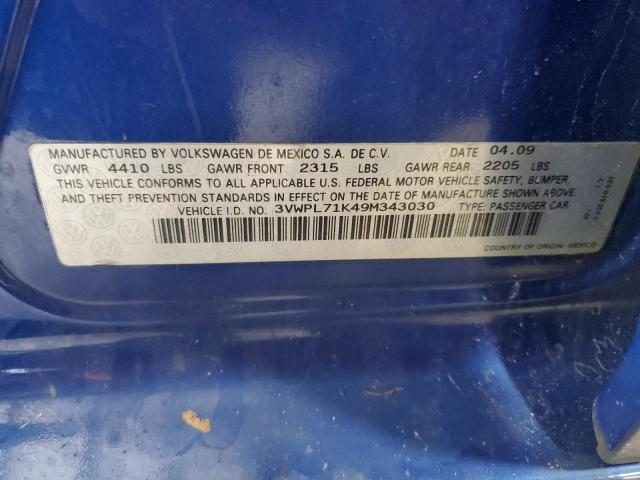 MANUFACTURED BY VOLKSWAGEN DE MEXICO S.A. DE C.V. DATE 04.09
GVWR 4410 LBS GAWR FRONT 2315 LBS GAWR REAR 2205 LBS
THIS VEHICLE CONFORMS TO ALL APPLICABLE U.S. FEDERAL MOTOR VEHICLE SAFETY, BUMPER,
AND THEFT PREVENTION STANDARDS IN EFFECT ON THE DATE OF MANUFACTURE SHOWN ABOVE.
VEHICLE I.D. NO. 3VWPL71K49M343030 TYPE: PASSENGER CAR
COUNTRY OF ORIGIN: MEXICO